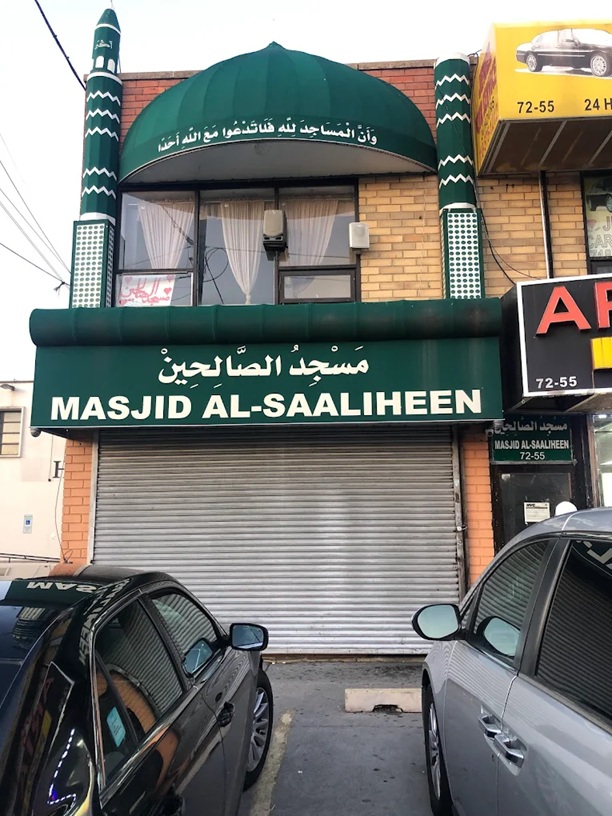 وَأَنَّ الْمَسَاجِدَ لِلَّهِ فَلَا تَدْعُوا مَعَ اللَّهِ أَحَدًا
72-55 24 H
مَسْجِدُ الصَّالِحِينْ
MASJID AL-SAALIHEEN
72-55
مسجد الصالحين
MASJID AL-SAALIHEEN
72-55